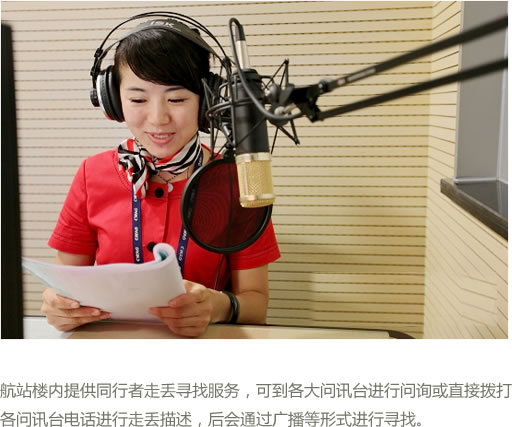 航站楼内提供同行者走丢寻找服务，可到各大问讯台进行问询或直接拨打
各问讯台电话进行走丢描述，后会通过广播等形式进行寻找。